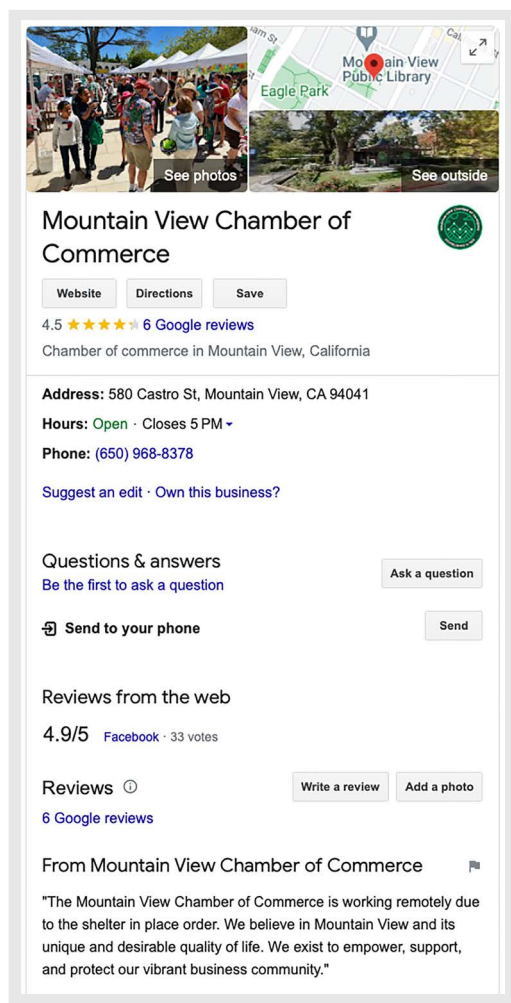 Mountain View
Public Library
Eagle Park
See photos
See outside
Mountain View Chamber of
Commerce
Website
Directions
Save
4.5 6 Google reviews
Chamber of commerce in Mountain View, California
Address: 580 Castro St, Mountain View, CA 94041
Hours: Open · Closes 5 PM
Phone: (650) 968-8378
Suggest an edit · Own this business?
Questions & answers
Be the first to ask a question
Ask a question
Send to your phone
Send
Reviews from the web
4.9/5 Facebook · 33 votes
Reviews
Write a review
Add a photo
6 Google reviews
From Mountain View Chamber of Commerce
"The Mountain View Chamber of Commerce is working remotely due
to the shelter in place order. We believe in Mountain View and its
unique and desirable quality of life. We exist to empower, support,
and protect our vibrant business community."